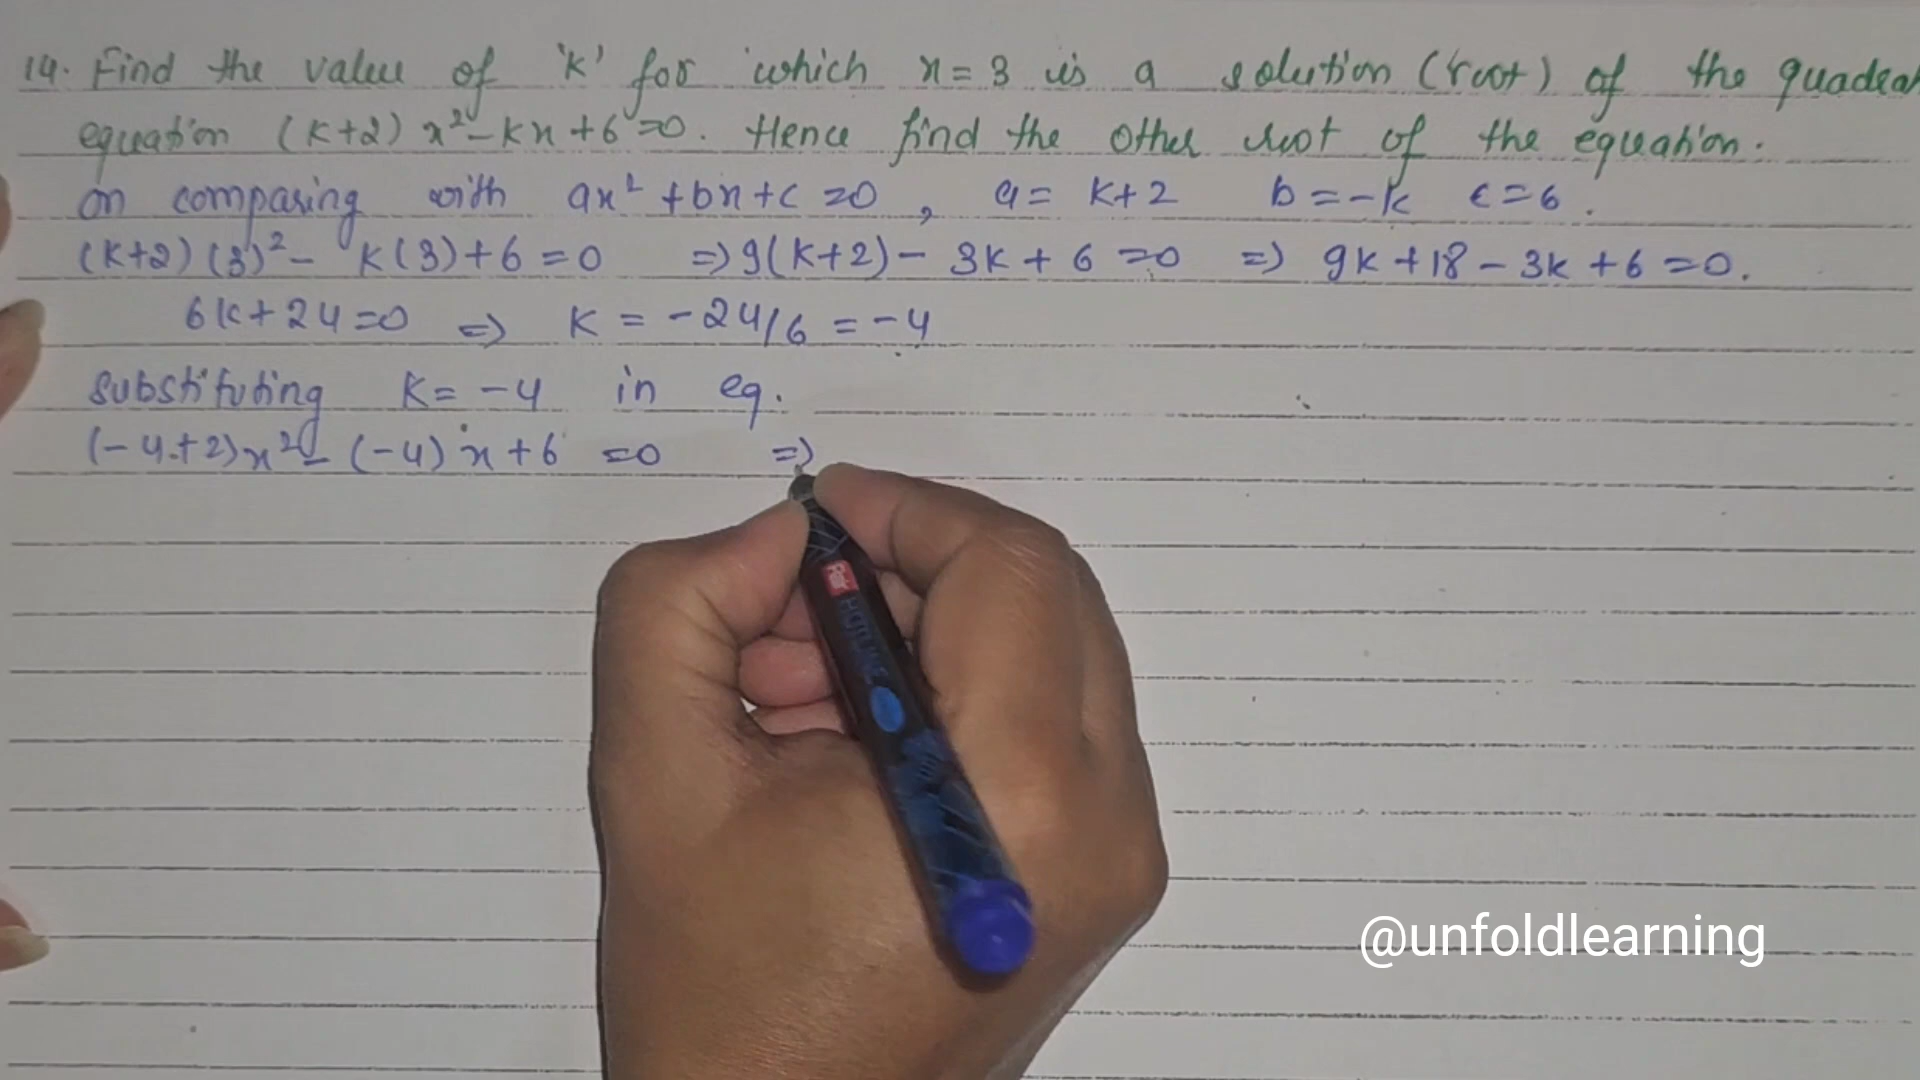 14. Find the value of 'k' for which x=3 is a solution (root) of the quadrat
equation (k+2) x² - kx + 6 = 0. Hence find the other root of the equation.
on comparing with ax² + bx + c = 0 , a = k+2 b = -k c = 6 .
(k+2) (3)² - k(3) + 6 = 0 => 9(k+2) - 3k + 6 = 0 => 9k + 18 - 3k + 6 = 0.
6k + 24 = 0 => k = -24/6 = -4
substituting k = -4 in eq.
(-4+2)x² - (-4) x + 6 = 0 =>
Rorito
@unfoldlearning